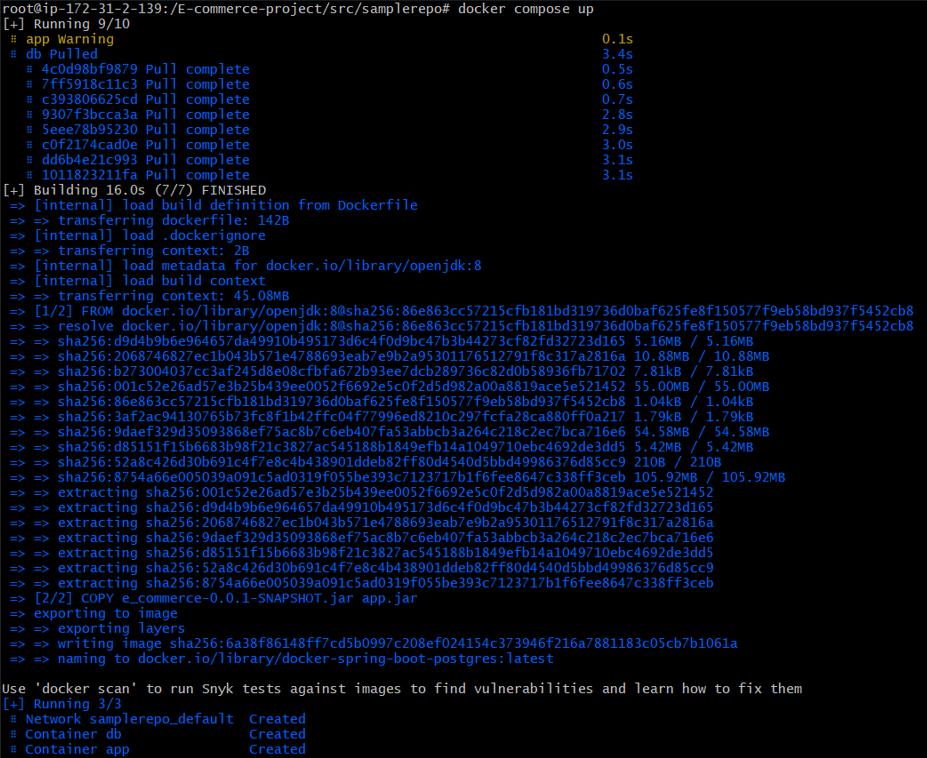 root@ip-172-31-2-139:/E-commerce-project/src/samplerepo# docker compose up
[+] Running 9/10
⠿ app Warning 0.1s
⠿ db Pulled 3.4s
⠿ 4c0d98bf9879 Pull complete 0.5s
⠿ 7ff5918c11c3 Pull complete 0.6s
⠿ c393806625cd Pull complete 0.7s
⠿ 9307f3bcca3a Pull complete 2.8s
⠿ 5eee78b95230 Pull complete 2.9s
⠿ c0f2174cad0e Pull complete 3.0s
⠿ dd6b4e21c993 Pull complete 3.1s
⠿ 1011823211fa Pull complete 3.1s
[+] Building 16.0s (7/7) FINISHED
=> [internal] load build definition from Dockerfile
=> => transferring dockerfile: 142B
=> [internal] load .dockerignore
=> => transferring context: 2B
=> [internal] load metadata for docker.io/library/openjdk:8
=> [internal] load build context
=> => transferring context: 45.08MB
=> [1/2] FROM docker.io/library/openjdk:8@sha256:86e863cc57215cfb181bd319736d0baf625fe8f150577f9eb58bd937f5452cb8
=> => resolve docker.io/library/openjdk:8@sha256:86e863cc57215cfb181bd319736d0baf625fe8f150577f9eb58bd937f5452cb8
=> => sha256:d9d4b9b6e964657da49910b495173d6c4f0d9bc47b3b44273cf82fd32723d165 5.16MB / 5.16MB
=> => sha256:2068746827ec1b043b571e4788693eab7e9b2a95301176512791f8c317a2816a 10.88MB / 10.88MB
=> => sha256:b273004037cc3af245d8e08cfbfa672b93ee7dcb289736c82d0b58936fb71702 7.81kB / 7.81kB
=> => sha256:001c52e26ad57e3b25b439ee0052f6692e5c0f2d5d982a00a8819ace5e521452 55.00MB / 55.00MB
=> => sha256:86e863cc57215cfb181bd319736d0baf625fe8f150577f9eb58bd937f5452cb8 1.04kB / 1.04kB
=> => sha256:3af2ac94130765b73fc8f1b42ffc04f77996ed8210c297fcfa28ca880ff0a217 1.79kB / 1.79kB
=> => sha256:9daef329d35093868ef75ac8b7c6eb407fa53abbcb3a264c218c2ec7bca716e6 54.58MB / 54.58MB
=> => sha256:d85151f15b6683b98f21c3827ac545188b1849efb14a1049710ebc4692de3dd5 5.42MB / 5.42MB
=> => sha256:52a8c426d30b691c4f7e8c4b438901ddeb82ff80d4540d5bbd49986376d85cc9 210B / 210B
=> => sha256:8754a66e005039a091c5ad0319f055be393c7123717b1f6fee8647c338ff3ceb 105.92MB / 105.92MB
=> => extracting sha256:001c52e26ad57e3b25b439ee0052f6692e5c0f2d5d982a00a8819ace5e521452
=> => extracting sha256:d9d4b9b6e964657da49910b495173d6c4f0d9bc47b3b44273cf82fd32723d165
=> => extracting sha256:2068746827ec1b043b571e4788693eab7e9b2a95301176512791f8c317a2816a
=> => extracting sha256:9daef329d35093868ef75ac8b7c6eb407fa53abbcb3a264c218c2ec7bca716e6
=> => extracting sha256:d85151f15b6683b98f21c3827ac545188b1849efb14a1049710ebc4692de3dd5
=> => extracting sha256:52a8c426d30b691c4f7e8c4b438901ddeb82ff80d4540d5bbd49986376d85cc9
=> => extracting sha256:8754a66e005039a091c5ad0319f055be393c7123717b1f6fee8647c338ff3ceb
=> [2/2] COPY e_commerce-0.0.1-SNAPSHOT.jar app.jar
=> exporting to image
=> => exporting layers
=> => writing image sha256:6a38f86148ff7cd5b0997c208ef024154c373946f216a7881183c05cb7b1061a
=> => naming to docker.io/library/docker-spring-boot-postgres:latest
Use 'docker scan' to run Snyk tests against images to find vulnerabilities and learn how to fix them
[+] Running 3/3
⠿ Network samplerepo_default Created
⠿ Container db Created
⠿ Container app Created